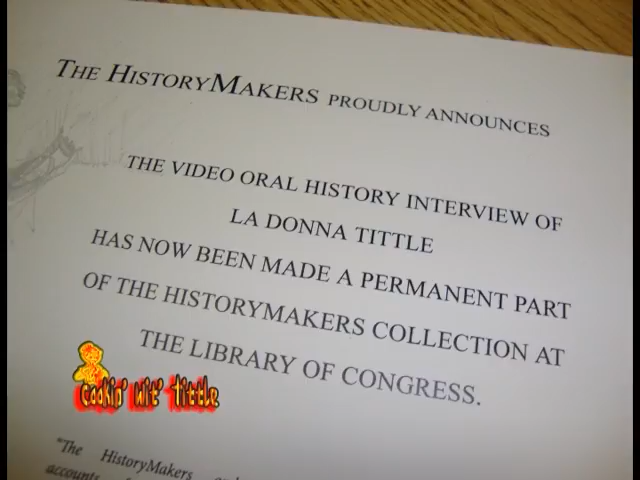 THE HISTORYMAKERS PROUDLY ANNOUNCES
THE VIDEO ORAL HISTORY INTERVIEW OF
LA DONNA TITTLE
HAS NOW BEEN MADE A PERMANENT PART
OF THE HISTORYMAKERS COLLECTION AT
THE LIBRARY OF CONGRESS.
cookin' wit' tittle
"The HistoryMakers
accounts